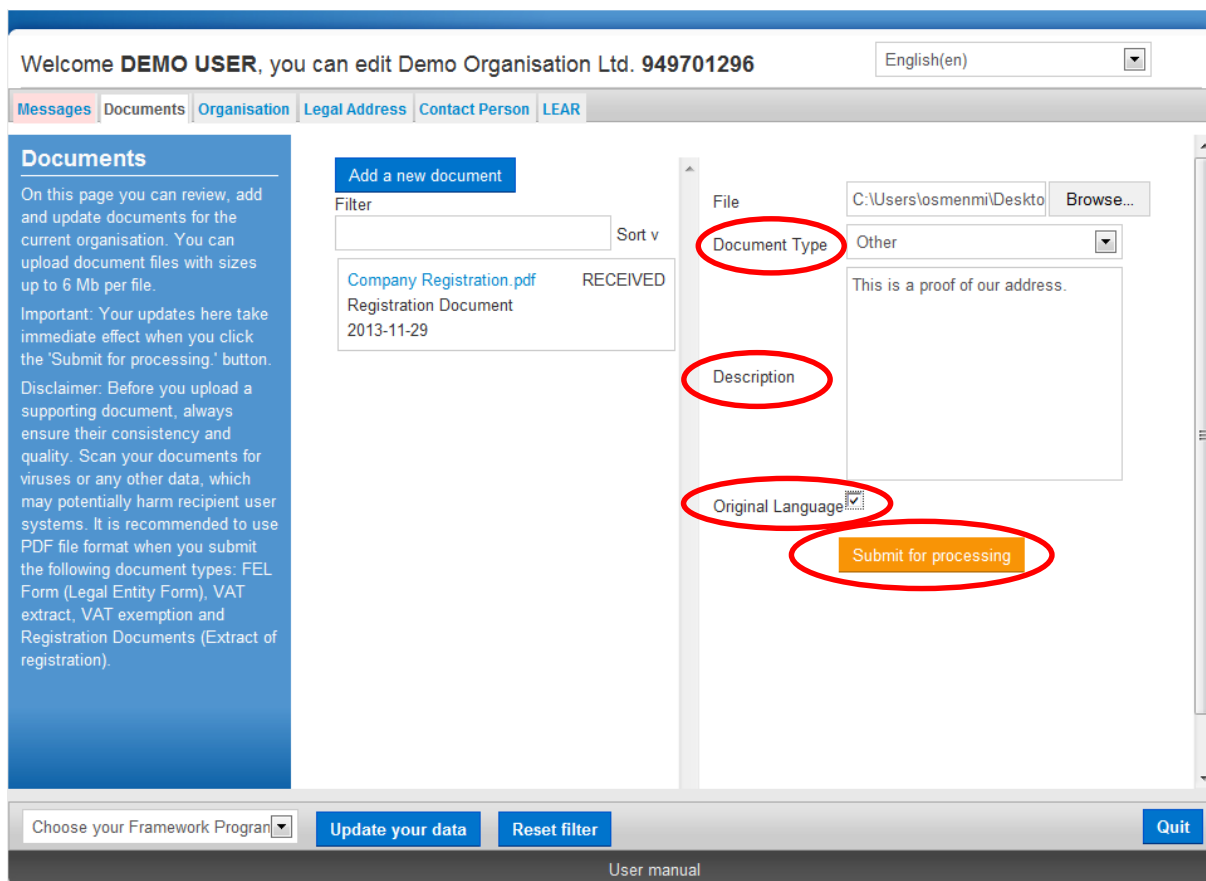 Welcome DEMO USER, you can edit Demo Organisation Ltd. 949701296
English(en)
Messages Documents Organisation Legal Address Contact Person LEAR
Documents
On this page you can review, add
and update documents for the
current organisation. You can
upload document files with sizes
up to 6 Mb per file.
Important: Your updates here take
immediate effect when you click
the 'Submit for processing.' button.
Disclaimer: Before you upload a
supporting document, always
ensure their consistency and
quality. Scan your documents for
viruses or any other data, which
may potentially harm recipient user
systems. It is recommended to use
PDF file format when you submit
the following document types: FEL
Form (Legal Entity Form), VAT
extract, VAT exemption and
Registration Documents (Extract of
registration).
Add a new document
Filter
Sort v
Company Registration.pdf RECEIVED
Registration Document
2013-11-29
File C:\Users\osmenmi\Deskto Browse...
Document Type Other
This is a proof of our address.
Description
Original Language
Submit for processing
Choose your Framework Progran
Update your data
Reset filter
Quit
User manual